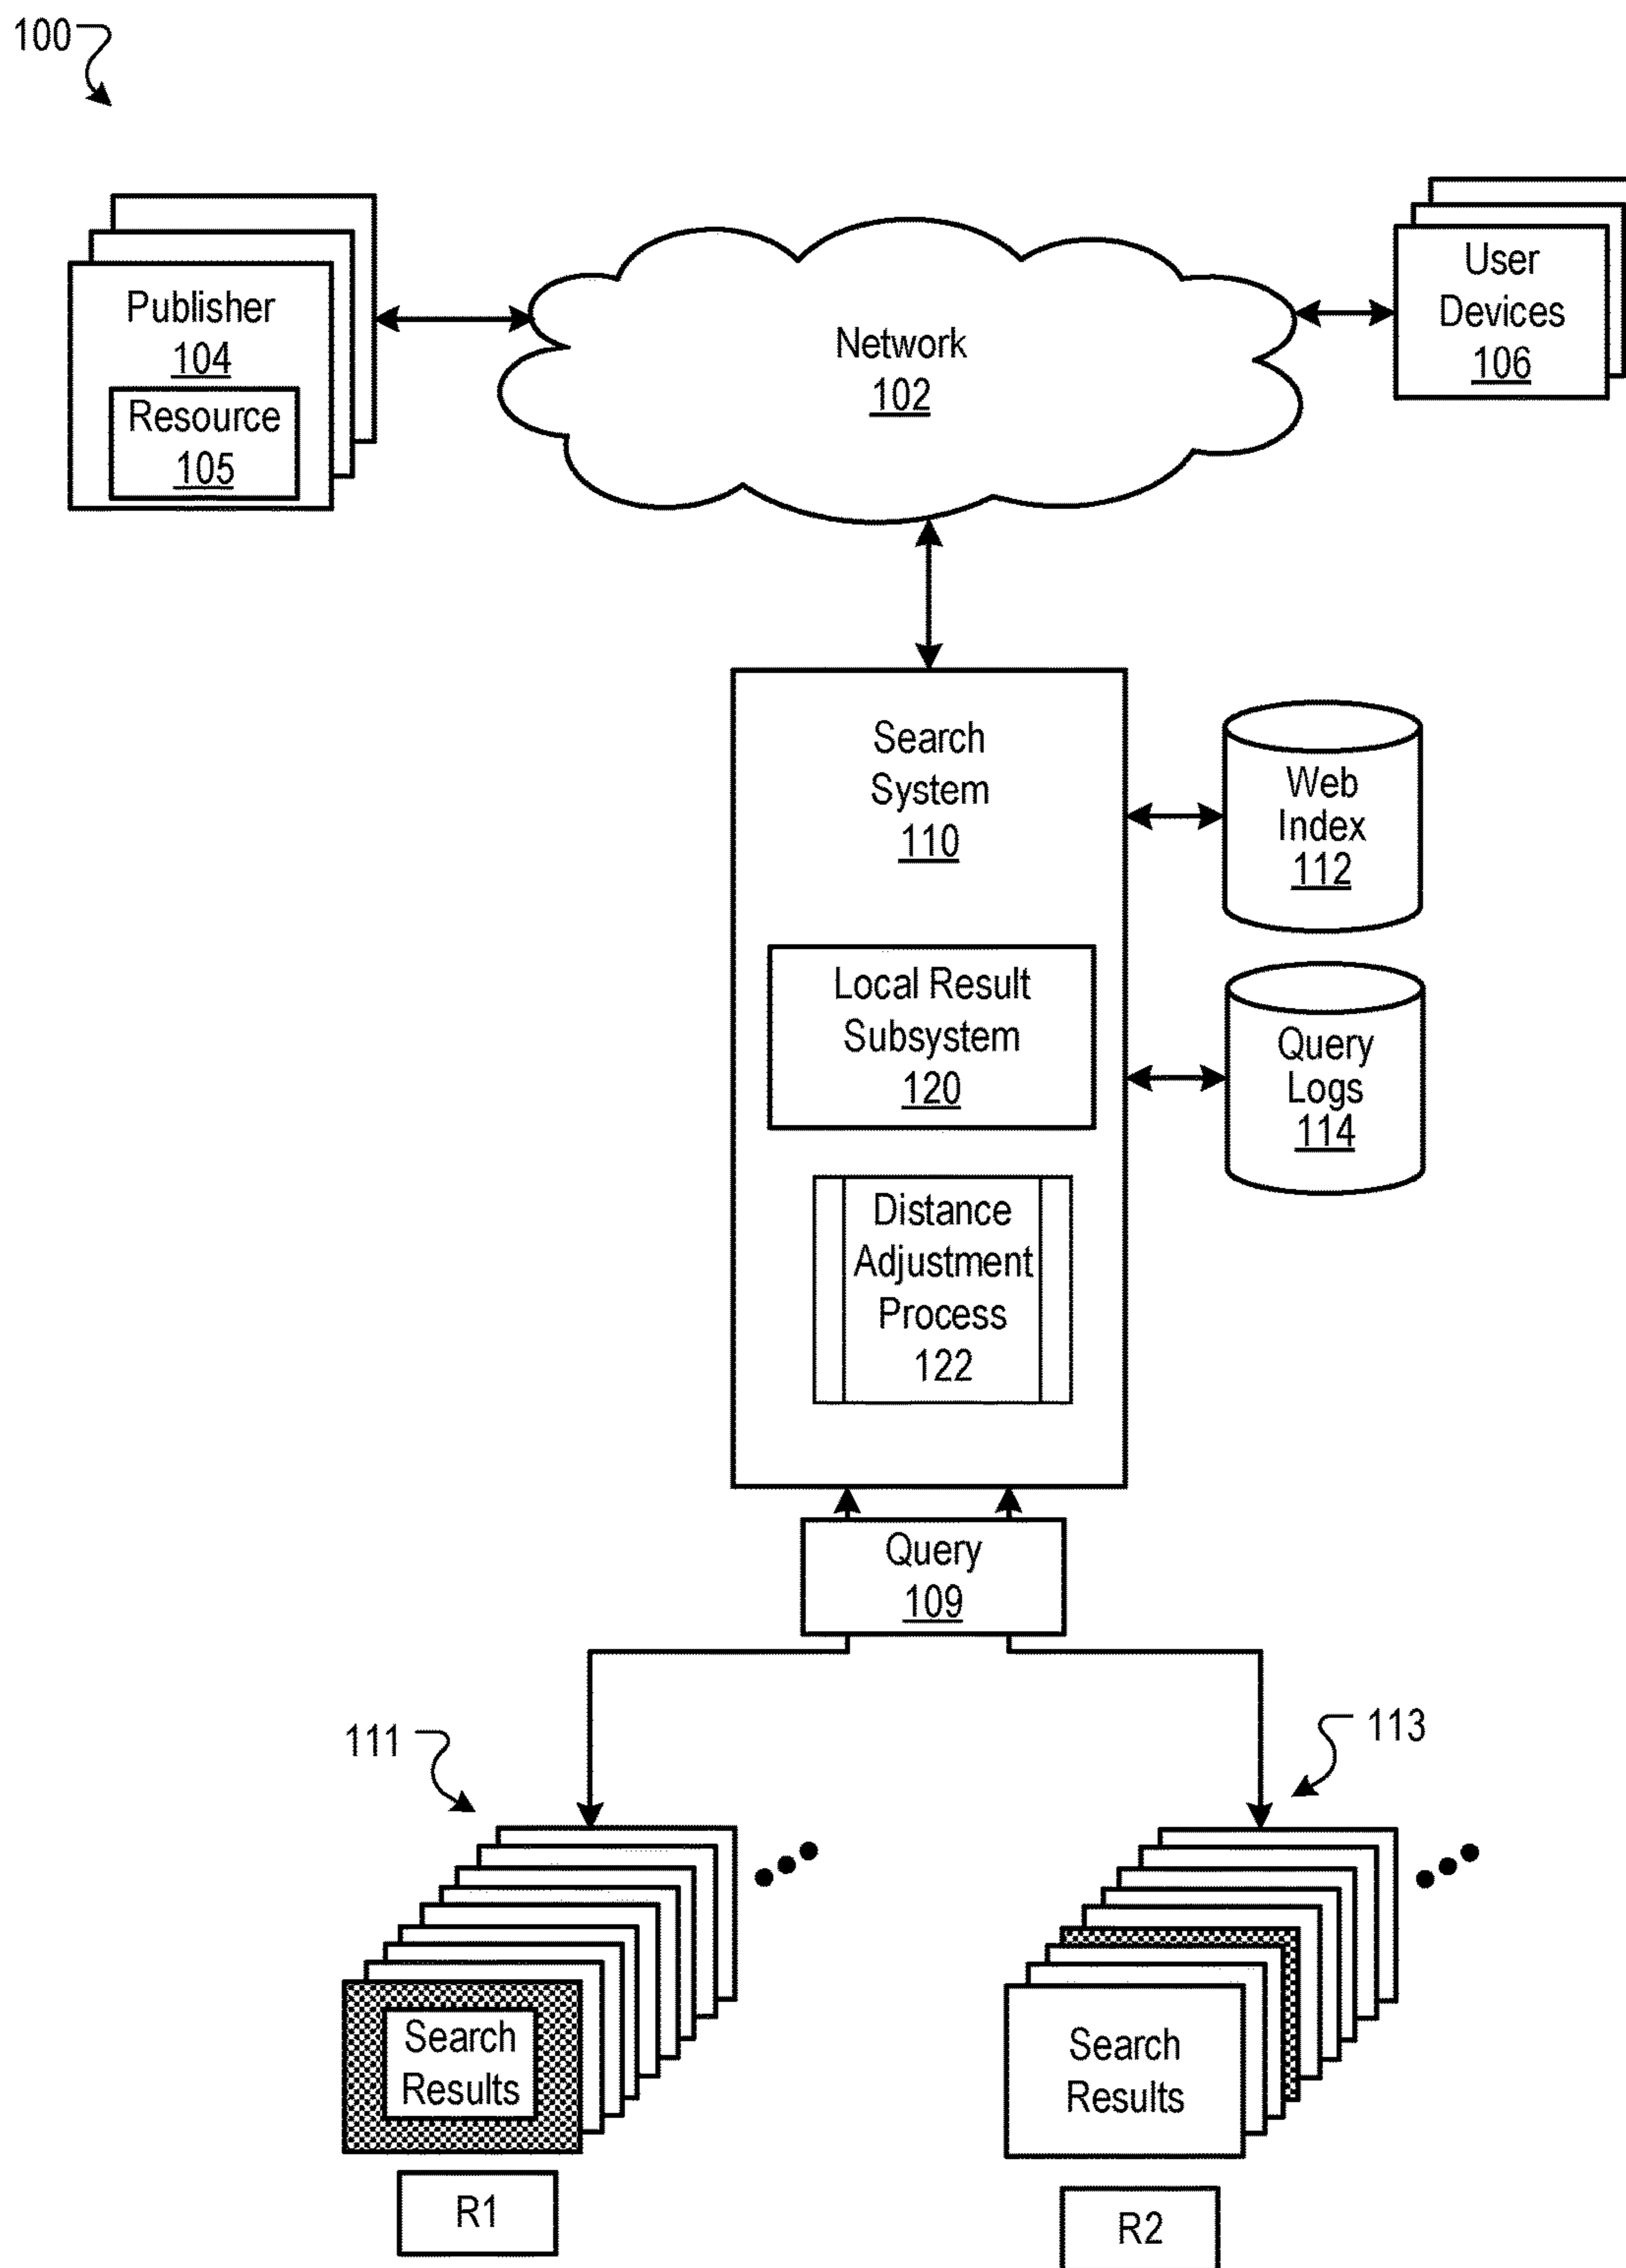 100
Publisher
104
Resource
105
Network
102
User
Devices
106
Search
System
110
Web
Index
112
Local Result
Subsystem
120
Query
Logs
114
Distance
Adjustment
Process
122
Query
109
111
113
Search
Results
Search
Results
R1
R2